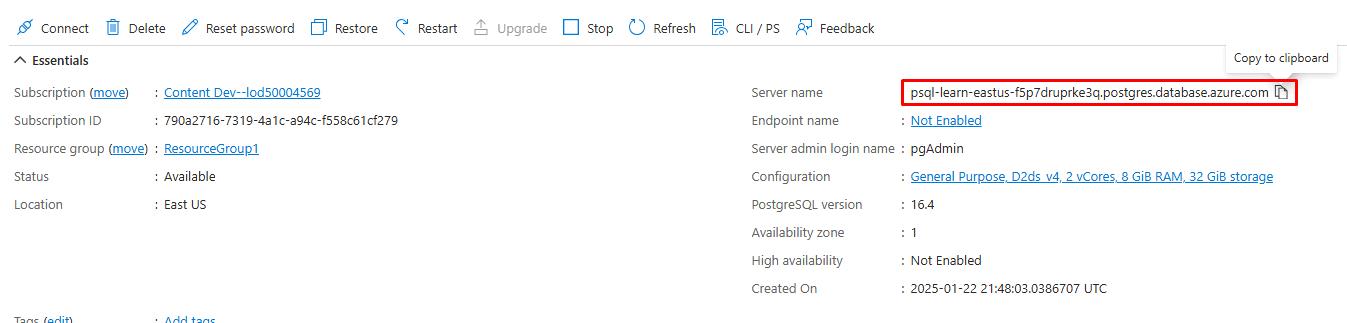 Connect Delete Reset password Restore Restart Upgrade Stop Refresh CLI / PS Feedback
Copy to clipboard
Essentials
Subscription (move) : Content Dev--lod50004569
Subscription ID : 790a2716-7319-4a1c-a94c-f558c61cf279
Resource group (move) : ResourceGroup1
Status : Available
Location : East US
Server name psql-learn-eastus-f5p7druprke3q.postgres.database.azure.com
Endpoint name : Not Enabled
Server admin login name : pgAdmin
Configuration : General Purpose, D2ds_v4, 2 vCores, 8 GiB RAM, 32 GiB storage
PostgreSQL version : 16.4
Availability zone : 1
High availability : Not Enabled
Created On : 2025-01-22 21:48:03.0386707 UTC
Tags (edit) : Add tags